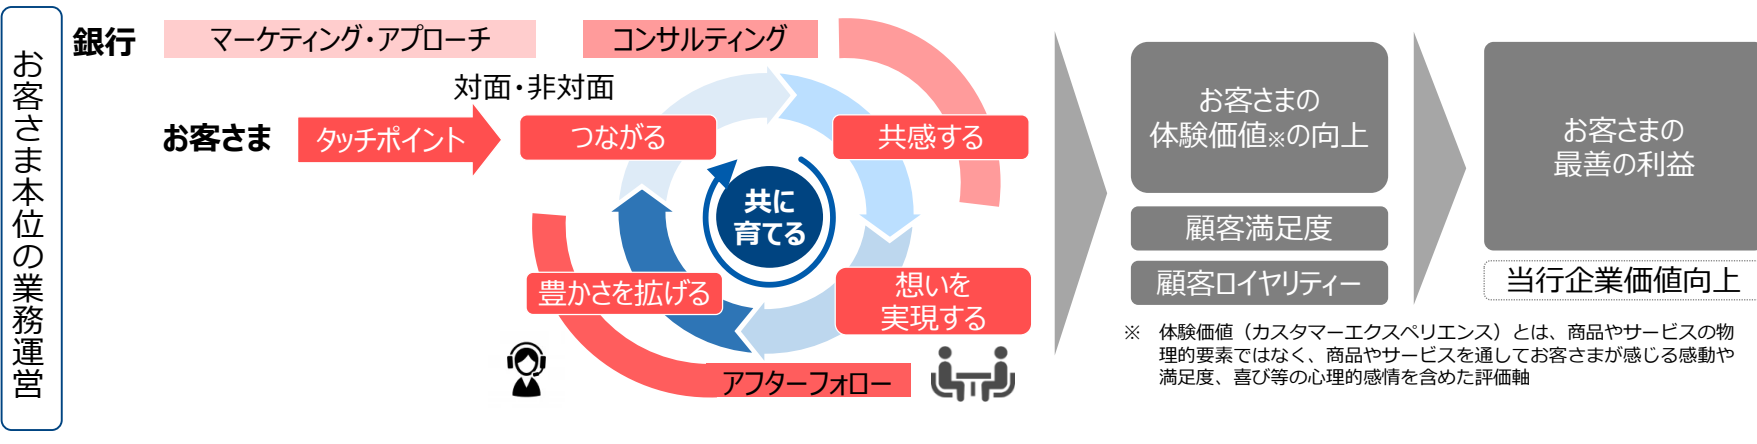 お客さま本位の業務運営
銀行
マーケティング・アプローチ
コンサルティング
対面・非対面
お客さま
タッチポイント
つながる
共感する
共に
育てる
豊かさを拡げる
想いを
実現する
アフターフォロー
お客さまの
体験価値※の向上
顧客満足度
顧客ロイヤリティー
お客さまの
最善の利益
当行企業価値向上
※ 体験価値（カスタマーエクスペリエンス）とは、商品やサービスの物
理的要素ではなく、商品やサービスを通してお客さまが感じる感動や
満足度、喜び等の心理的感情を含めた評価軸